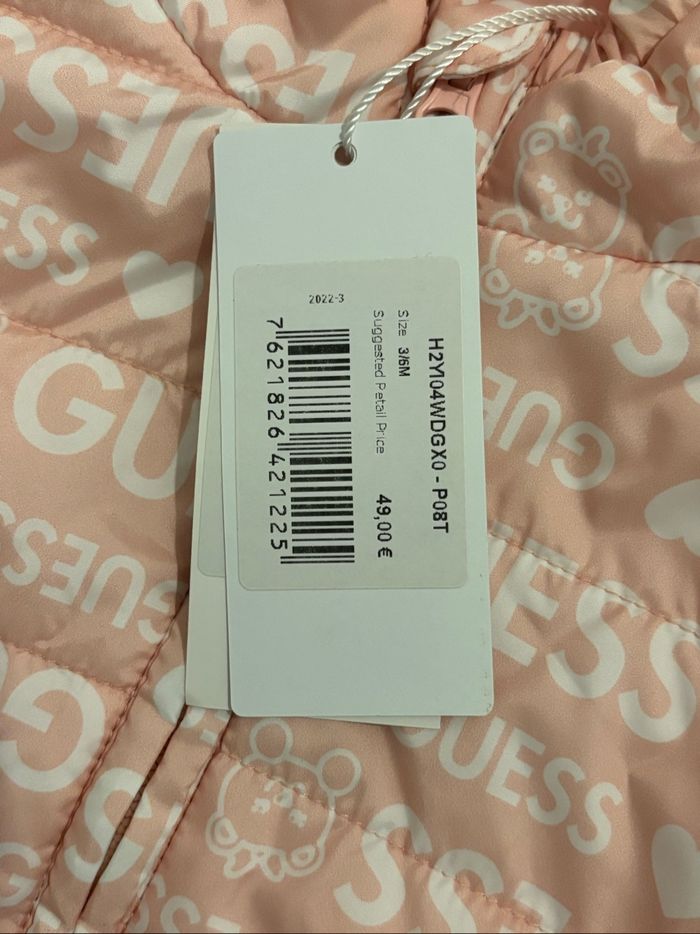 H2YI04WDGX0 - P08T
Size 3/6M
Suggested Retail Price 49,00 €
7 621826 421225
2022-3
GUESS
GUESS
GUESS
GUESS